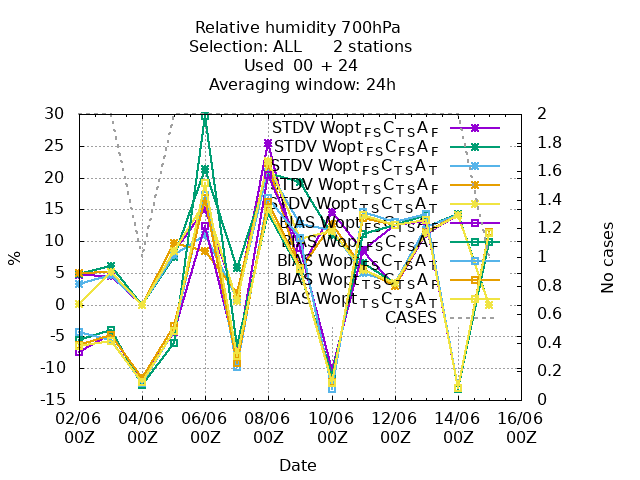 Relative humidity 700hPa
Selection: ALL 2 stations
Used 00 + 24
Averaging window: 24h
30
25
20
15
10
5
0
-5
-10
-15
%
2
1.8
1.6
1.4
1.2
1
0.8
0.6
0.4
0.2
0
No cases
STDV WoptFSCTSAF
STDV WoptFSCFSAF
STDV WoptFSCTSAT
STDV WoptTSCTSAF
STDV WoptTSCTSAT
BIAS WoptFSCTSAF
BIAS WoptFSCFSAF
BIAS WoptFSCTSAT
BIAS WoptTSCTSAF
BIAS WoptTSCTSAT
CASES
02/06 04/06 06/06 08/06 10/06 12/06 14/06 16/06
00Z 00Z 00Z 00Z 00Z 00Z 00Z 00Z
Date